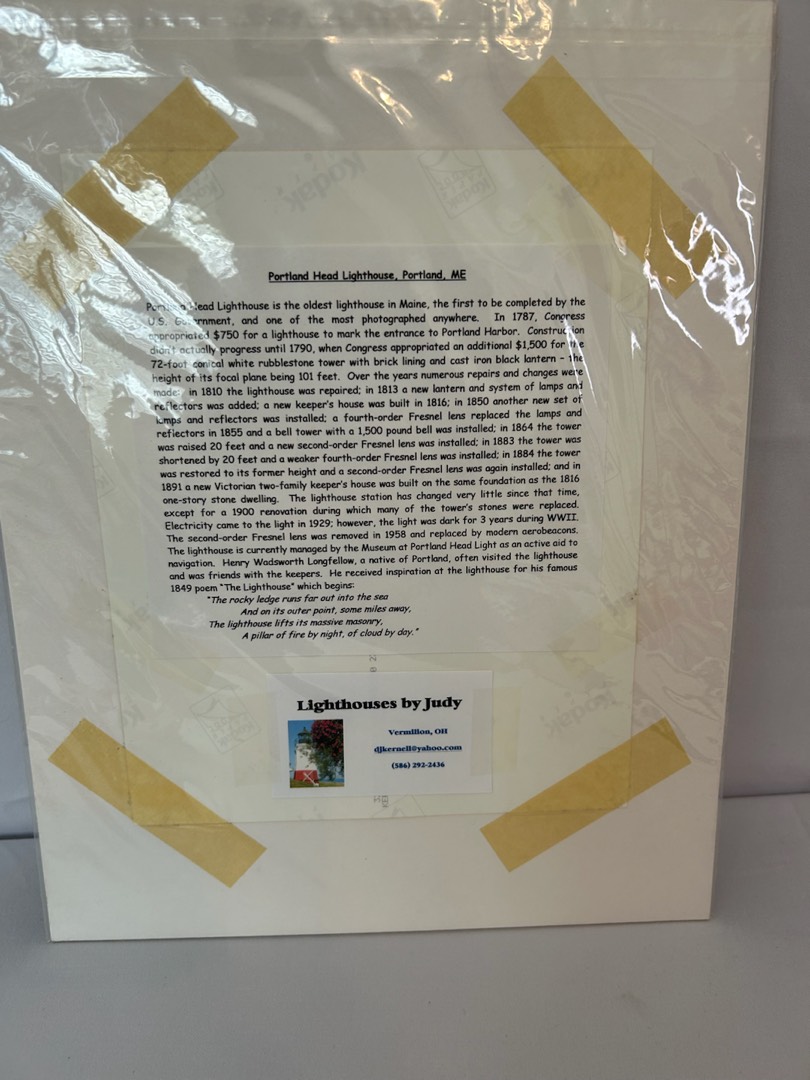 Kodak
Portland Head Lighthouse, Portland, ME
Head Lighthouse is the oldest lighthouse in Maine, the first to be completed by the
U.S. Government, and one of the most photographed anywhere. In 1787, Congress
appropriated $750 for a lighthouse to mark the entrance to Portland Harbor. Construction
didn't actually progress until 1790, when Congress appropriated an additional $1,500 for the
72-foot conical white rubblestone tower with brick lining and cast iron black lantern – the
height of its focal plane being 101 feet. Over the years numerous repairs and changes were
made: in 1810 the lighthouse was repaired; in 1813 a new lantern and system of lamps and
reflectors was added; a new keeper's house was built in 1816; in 1850 another new set of
lamps and reflectors was installed; a fourth-order Fresnel lens replaced the lamps and
reflectors in 1855 and a bell tower with a 1,500 pound bell was installed; in 1864 the tower
was raised 20 feet and a new second-order Fresnel lens was installed; in 1883 the tower was
shortened by 20 feet and a weaker fourth-order Fresnel lens was installed; in 1884 the tower
was restored to its former height and a second-order Fresnel lens was again installed; and in
1891 a new Victorian two-family keeper's house was built on the same foundation as the 1816
one-story stone dwelling. The lighthouse station has changed very little since that time,
except for a 1900 renovation during which many of the tower's stones were replaced.
Electricity came to the light in 1929; however, the light was dark for 3 years during WWII.
The second-order Fresnel lens was removed in 1958 and replaced by modern aerobeacons.
The lighthouse is currently managed by the Museum at Portland Head Light as an active aid to
navigation. Henry Wadsworth Longfellow, a native of Portland, often visited the lighthouse
and was friends with the keepers. He received inspiration at the lighthouse for his famous
1849 poem "The Lighthouse" which begins:
"The rocky ledge runs far out into the sea
And on its outer point, some miles away,
The lighthouse lifts its massive masonry,
A pillar of fire by night, of cloud by day."
Lighthouses by Judy
Vermilion, OH
djkernell@yahoo.com
(586) 292-2436
Kodak